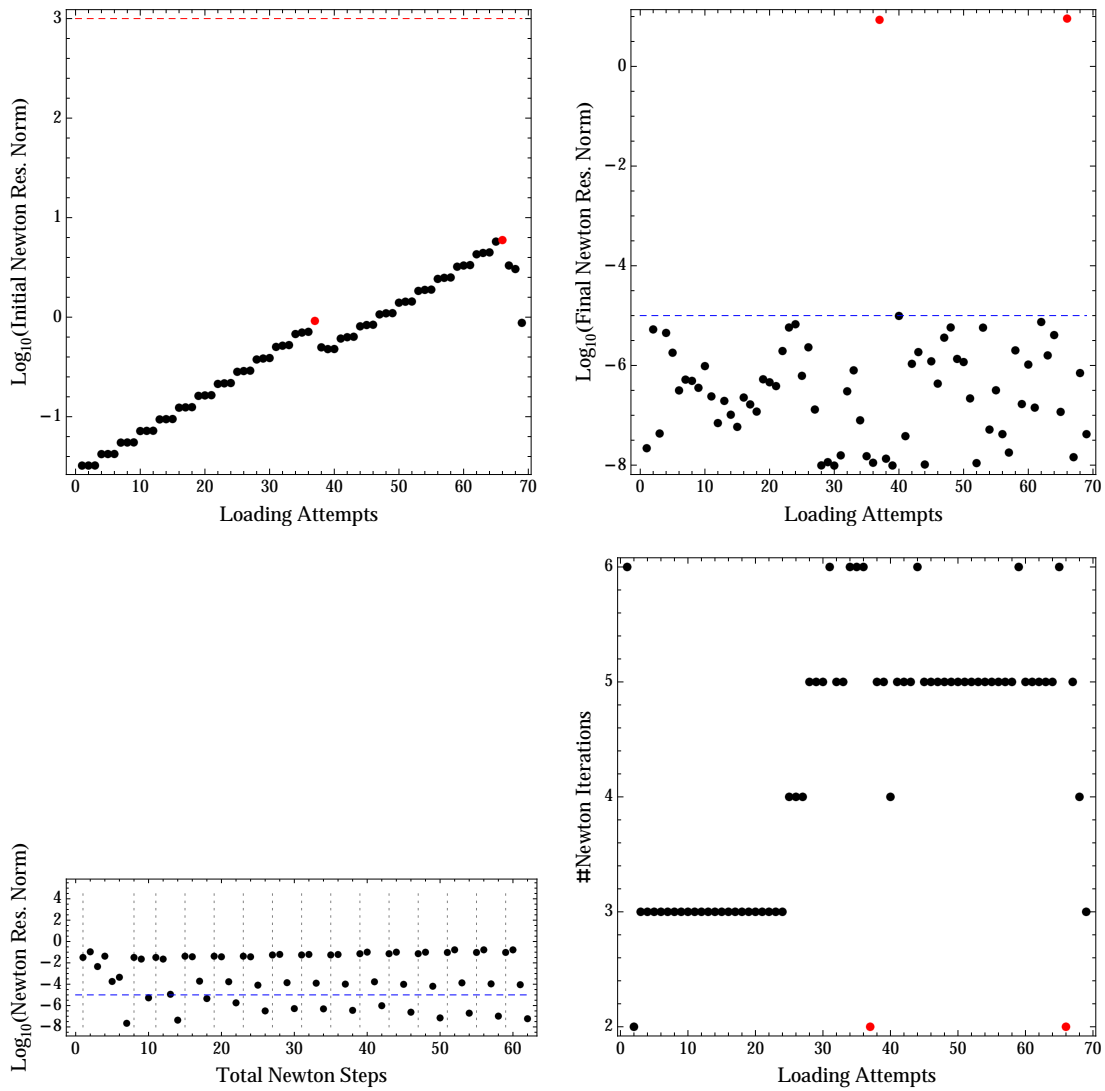 Log10(Initial Newton Res. Norm)
3
2
1
0
−1
0 10 20 30 40 50 60 70
Loading Attempts
Log10(Final Newton Res. Norm)
0
−2
−4
−6
−8
0 10 20 30 40 50 60 70
Loading Attempts
Log10(Newton Res. Norm)
4
2
0
−2
−4
−6
−8
0 10 20 30 40 50 60
Total Newton Steps
#Newton Iterations
6
5
4
3
2
0 10 20 30 40 50 60 70
Loading Attempts